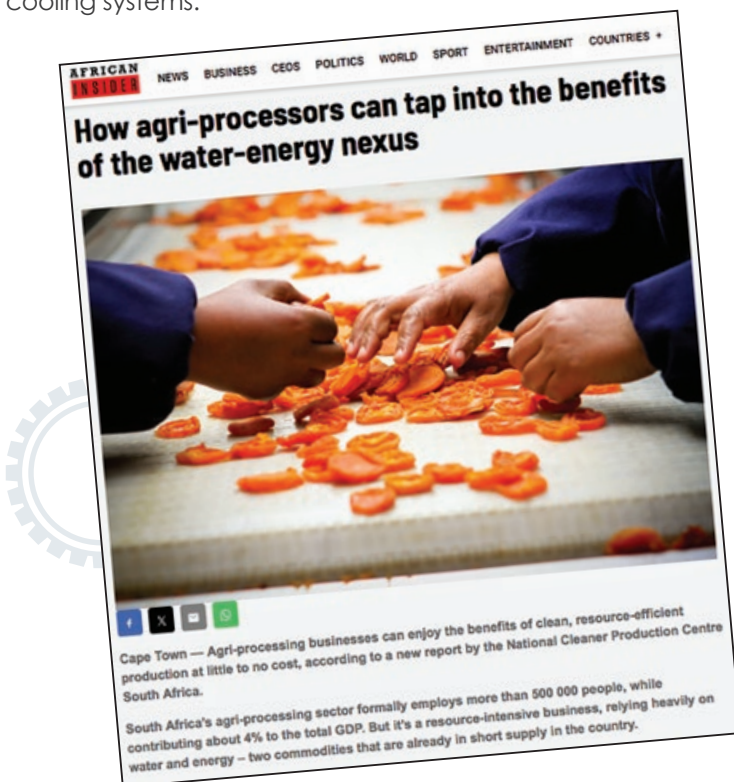 cooling systems.
AFRICAN
INSIDER
NEWS BUSINESS CEOS POLITICS WORLD SPORT ENTERTAINMENT COUNTRIES +
How agri-processors can tap into the benefits
of the water-energy nexus
Cape Town — Agri-processing businesses can enjoy the benefits of clean, resource-efficient
production at little to no cost, according to a new report by the National Cleaner Production Centre
South Africa.
South Africa's agri-processing sector formally employs more than 500 000 people, while
contributing about 4% to the total GDP. But it's a resource-intensive business, relying heavily on
water and energy – two commodities that are already in short supply in the country.